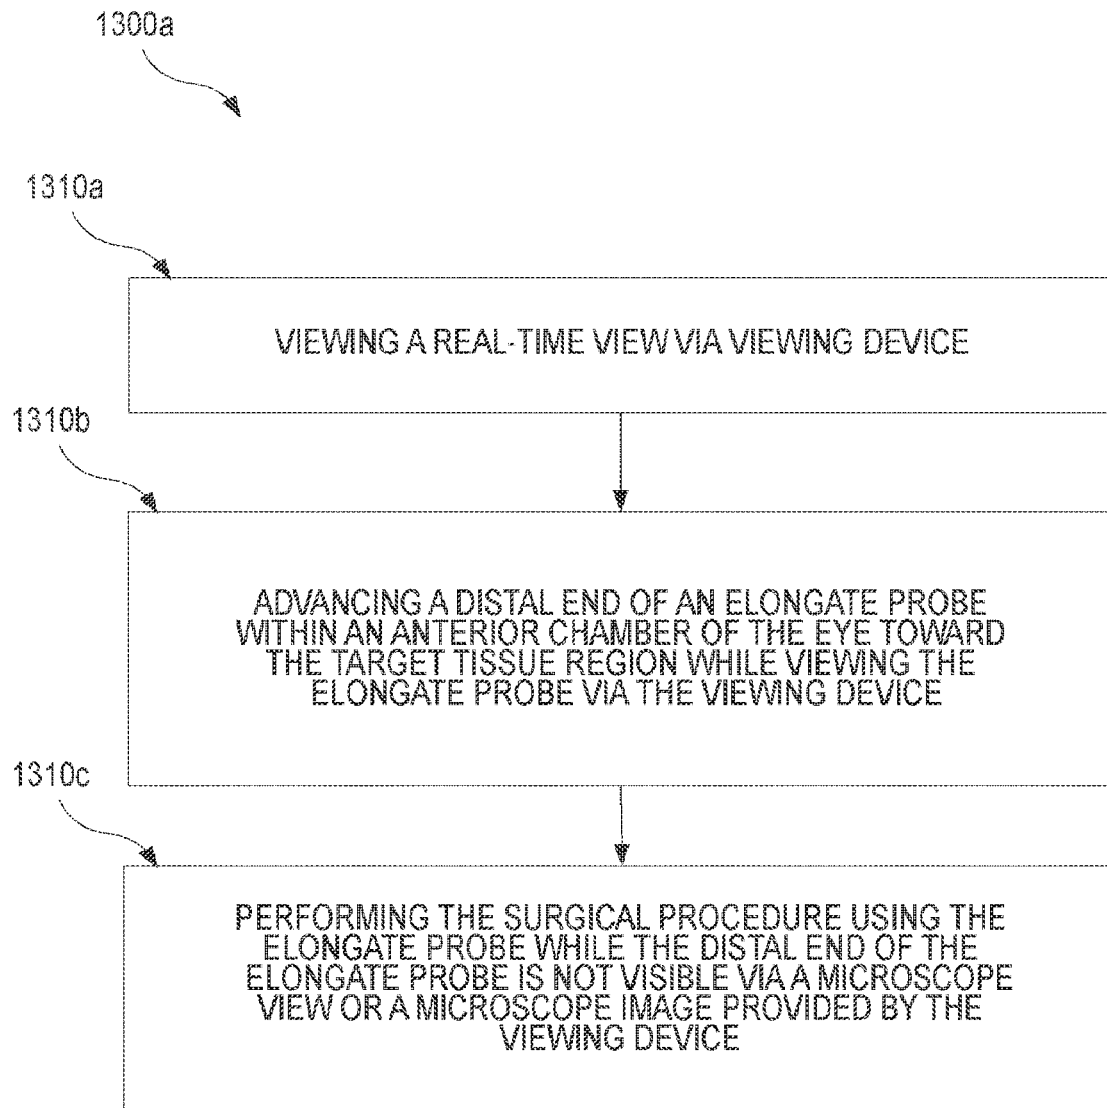 1300a
1310a
VIEWING A REAL-TIME VIEW VIA VIEWING DEVICE
1310b
ADVANCING A DISTAL END OF AN ELONGATE PROBE
WITHIN AN ANTERIOR CHAMBER OF THE EYE TOWARD
THE TARGET TISSUE REGION WHILE VIEWING THE
ELONGATE PROBE VIA THE VIEWING DEVICE
1310c
PERFORMING THE SURGICAL PROCEDURE USING THE
ELONGATE PROBE WHILE THE DISTAL END OF THE
ELONGATE PROBE IS NOT VISIBLE VIA A MICROSCOPE
VIEW OR A MICROSCOPE IMAGE PROVIDED BY THE
VIEWING DEVICE